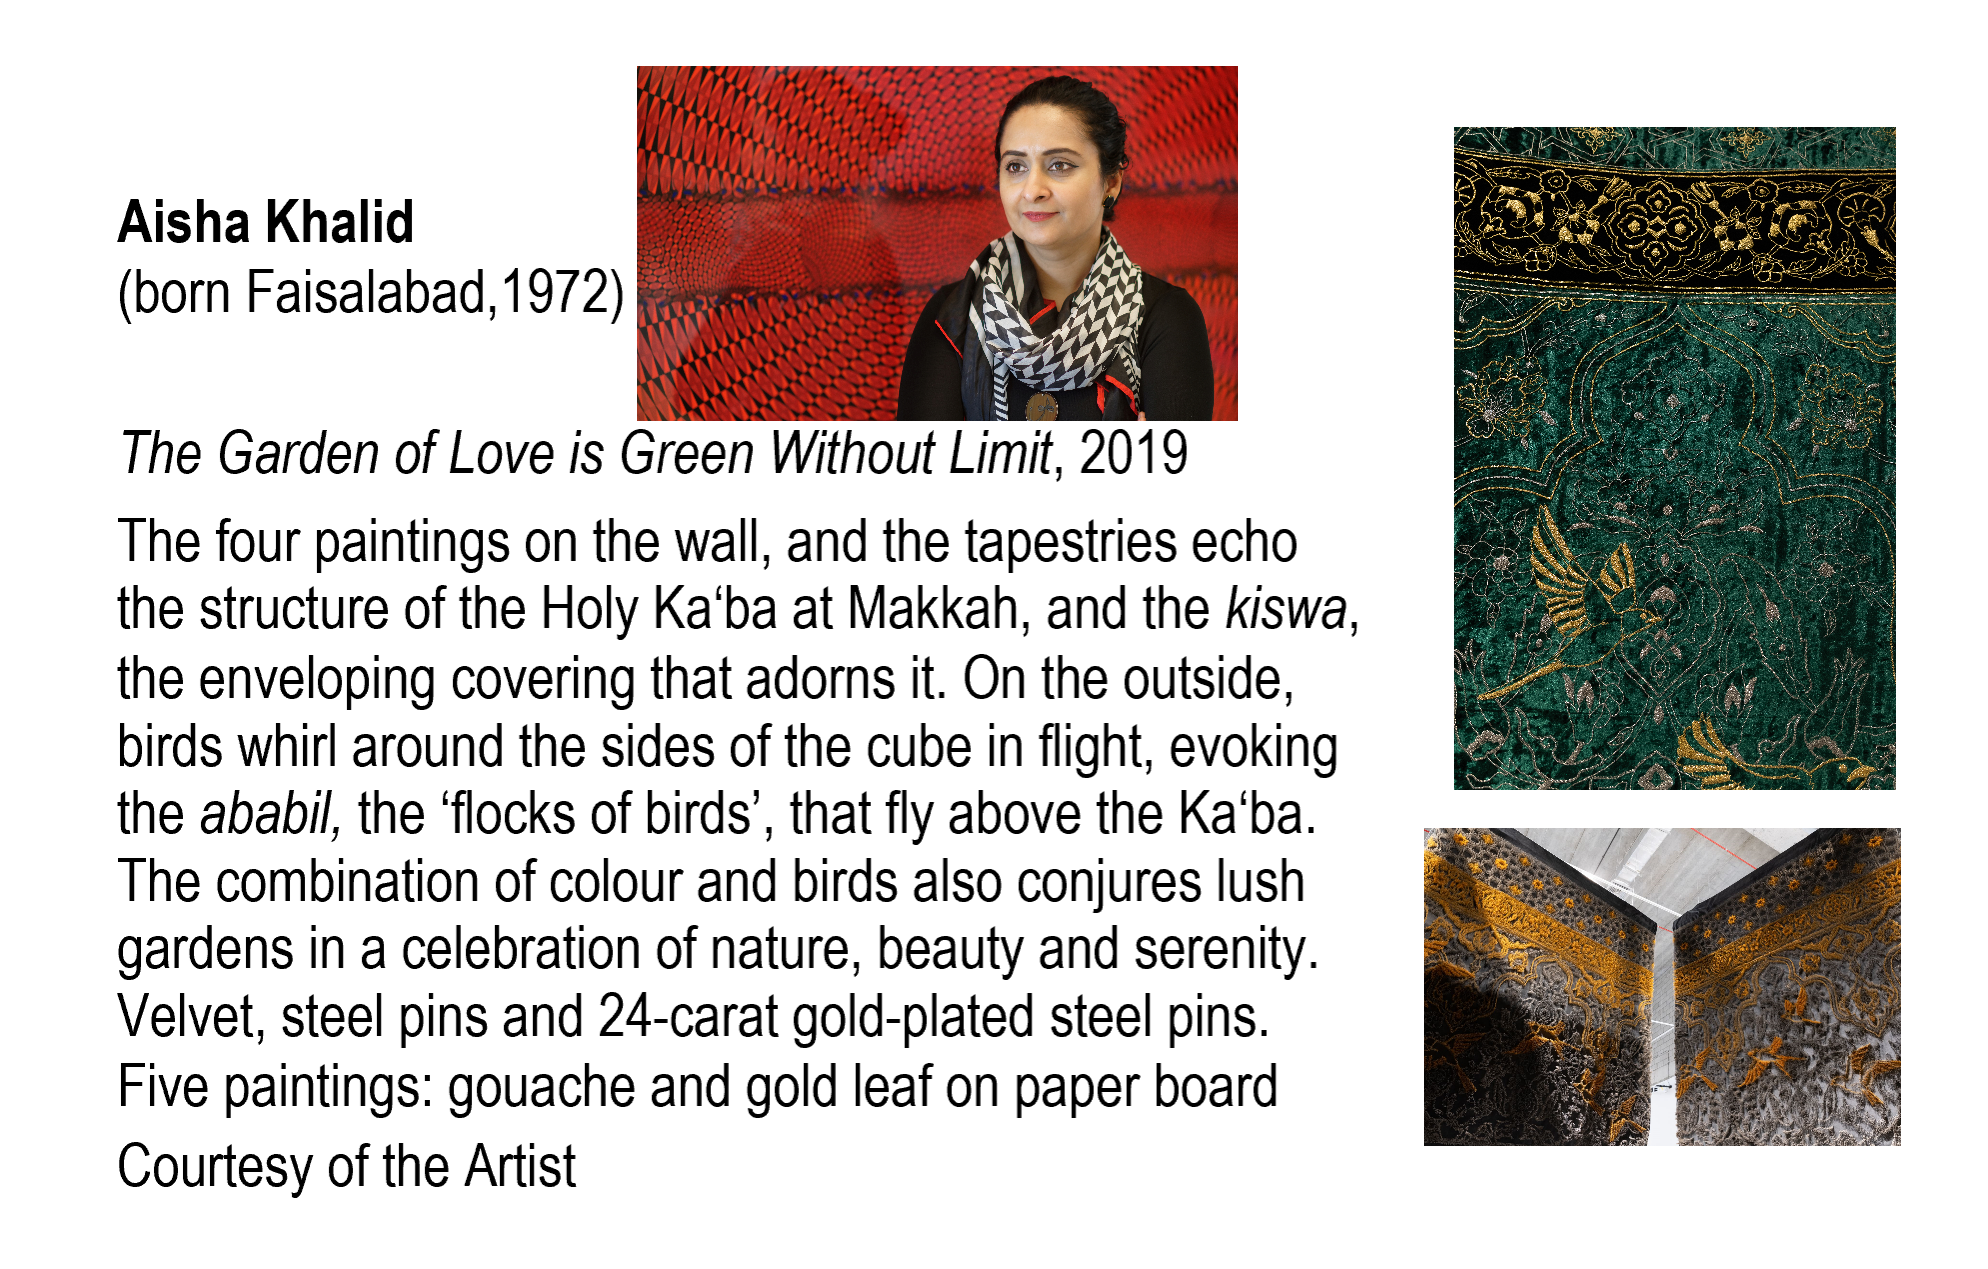 Aisha Khalid
(born Faisalabad,1972)
The Garden of Love is Green Without Limit, 2019
The four paintings on the wall, and the tapestries echo
the structure of the Holy Ka‘ba at Makkah, and the kiswa,
the enveloping covering that adorns it. On the outside,
birds whirl around the sides of the cube in flight, evoking
the ababil, the ‘flocks of birds’, that fly above the Ka‘ba.
The combination of colour and birds also conjures lush
gardens in a celebration of nature, beauty and serenity.
Velvet, steel pins and 24-carat gold-plated steel pins.
Five paintings: gouache and gold leaf on paper board
Courtesy of the Artist